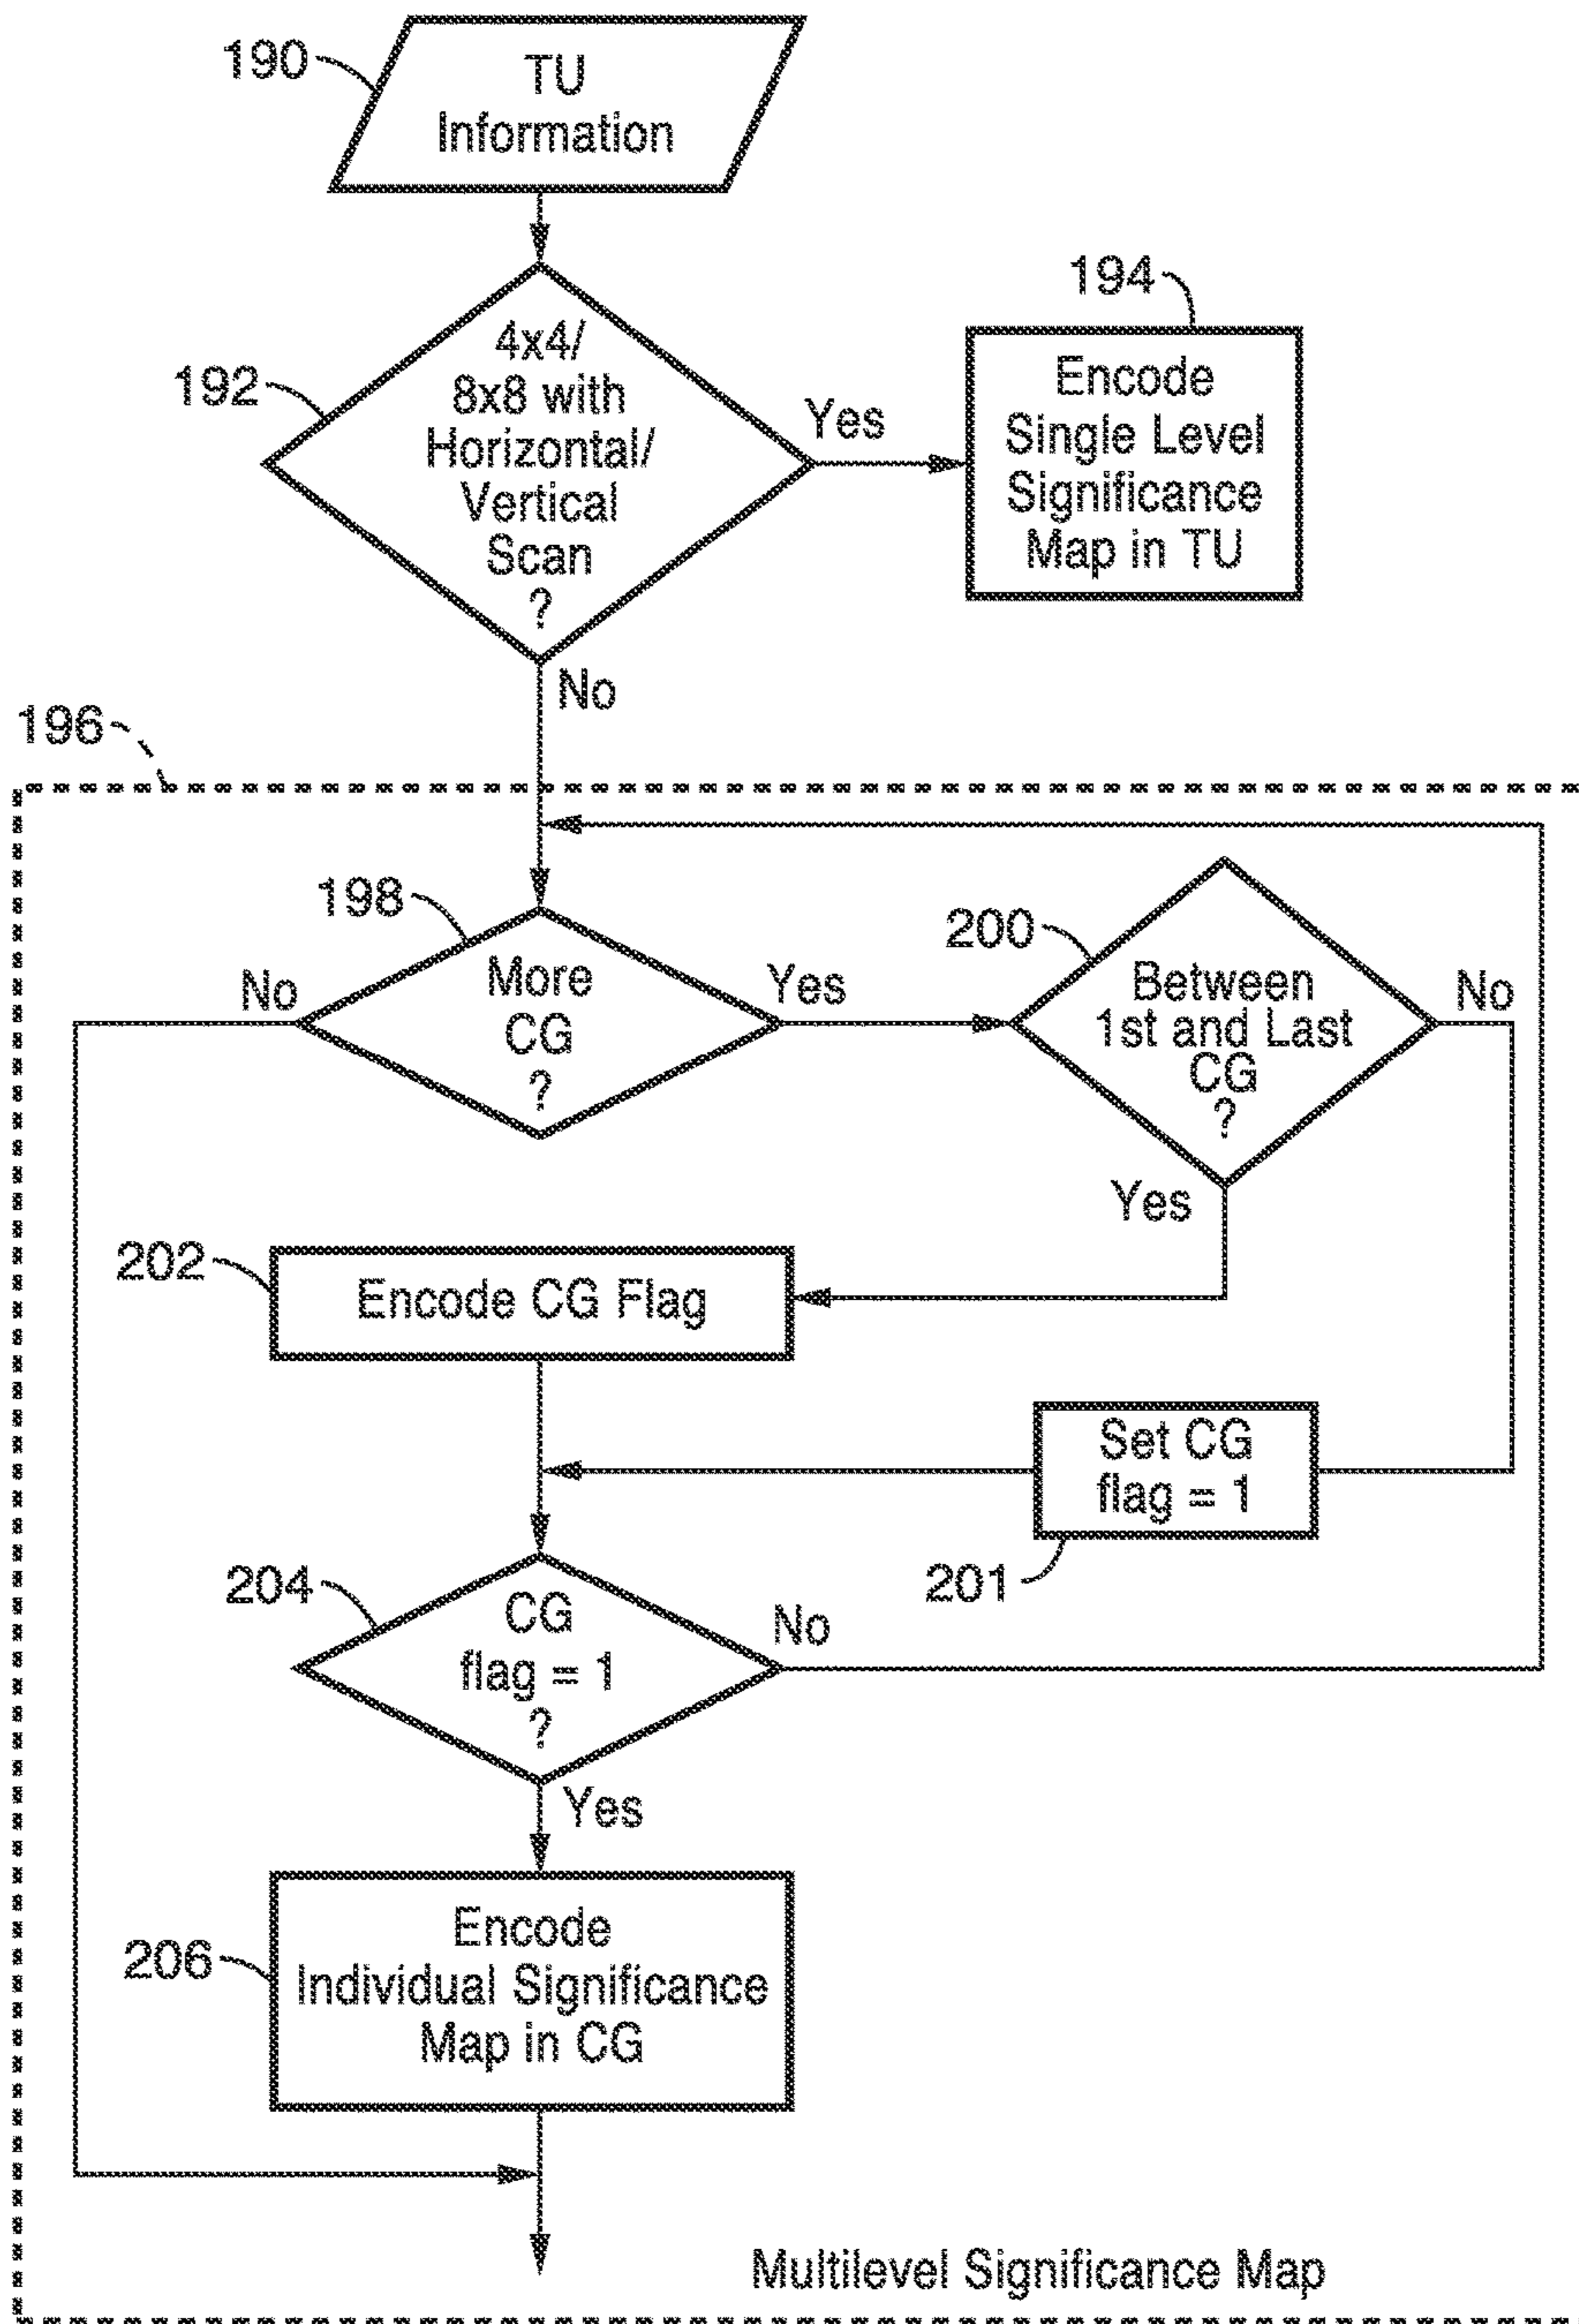 190
TU
Information
192
4x4/
8x8 with
Horizontal/
Vertical
Scan
?
Yes
194
Encode
Single Level
Significance
Map in TU
No
196
198
More
CG
?
No
Yes
200
Between
1st and Last
CG
?
No
Yes
202
Encode CG Flag
Set CG
flag = 1
201
204
CG
flag = 1
?
No
Yes
206
Encode
Individual Significance
Map in CG
Multilevel Significance Map